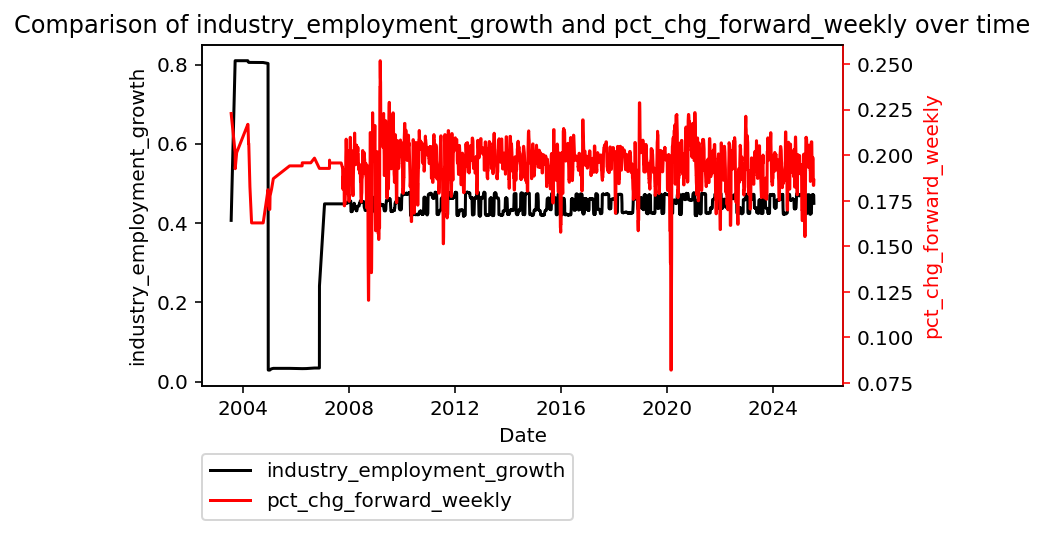 Comparison of industry_employment_growth and pct_chg_forward_weekly over time
industry_employment_growth
0.8
0.6
0.4
0.2
0.0
0.250
0.225
0.200
0.175
0.150
0.125
0.100
0.075
pct_chg_forward_weekly
2004 2008 2012 2016 2020 2024
Date
industry_employment_growth
pct_chg_forward_weekly